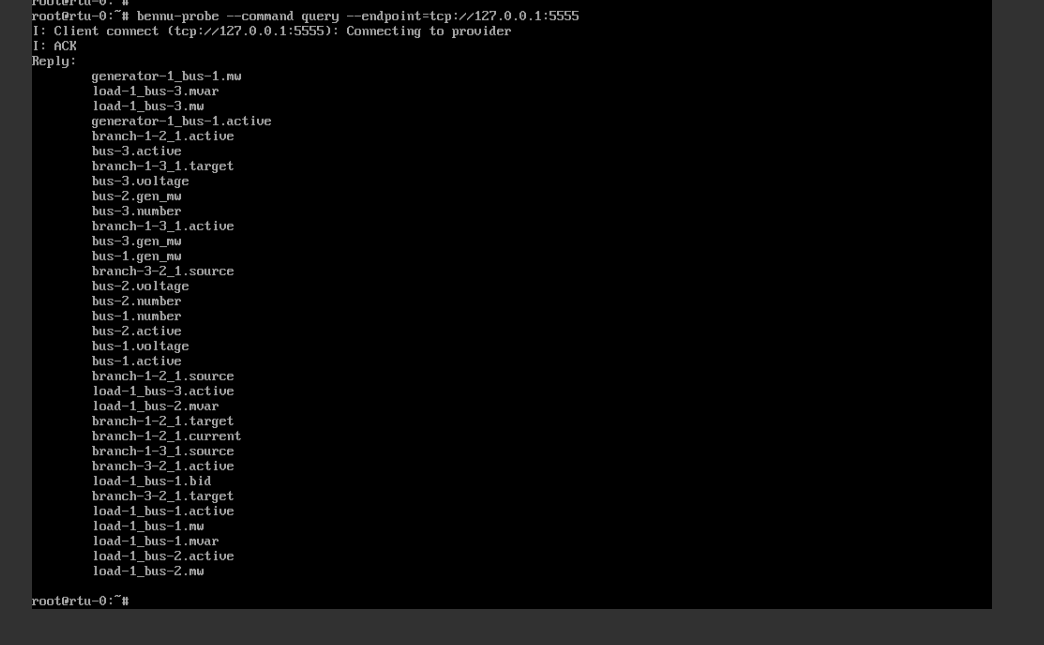 root@rtu-0:~#
root@rtu-0:~# bennu-probe --command query --endpoint=tcp://127.0.0.1:5555
I: Client connect (tcp://127.0.0.1:5555): Connecting to provider
I: ACK
Reply:
generator-1_bus-1.mw
load-1_bus-3.mvar
load-1_bus-3.mw
generator-1_bus-1.active
branch-1-2_1.active
bus-3.active
branch-1-3_1.target
bus-3.voltage
bus-2.gen_mw
bus-3.number
branch-1-3_1.active
bus-3.gen_mw
bus-1.gen_mw
branch-3-2_1.source
bus-2.voltage
bus-2.number
bus-1.number
bus-2.active
bus-1.voltage
bus-1.active
branch-1-2_1.source
load-1_bus-3.active
load-1_bus-2.mvar
branch-1-2_1.target
branch-1-2_1.current
branch-1-3_1.source
branch-3-2_1.active
load-1_bus-1.bid
branch-3-2_1.target
load-1_bus-1.active
load-1_bus-1.mw
load-1_bus-1.mvar
load-1_bus-2.active
load-1_bus-2.mw
root@rtu-0:~#